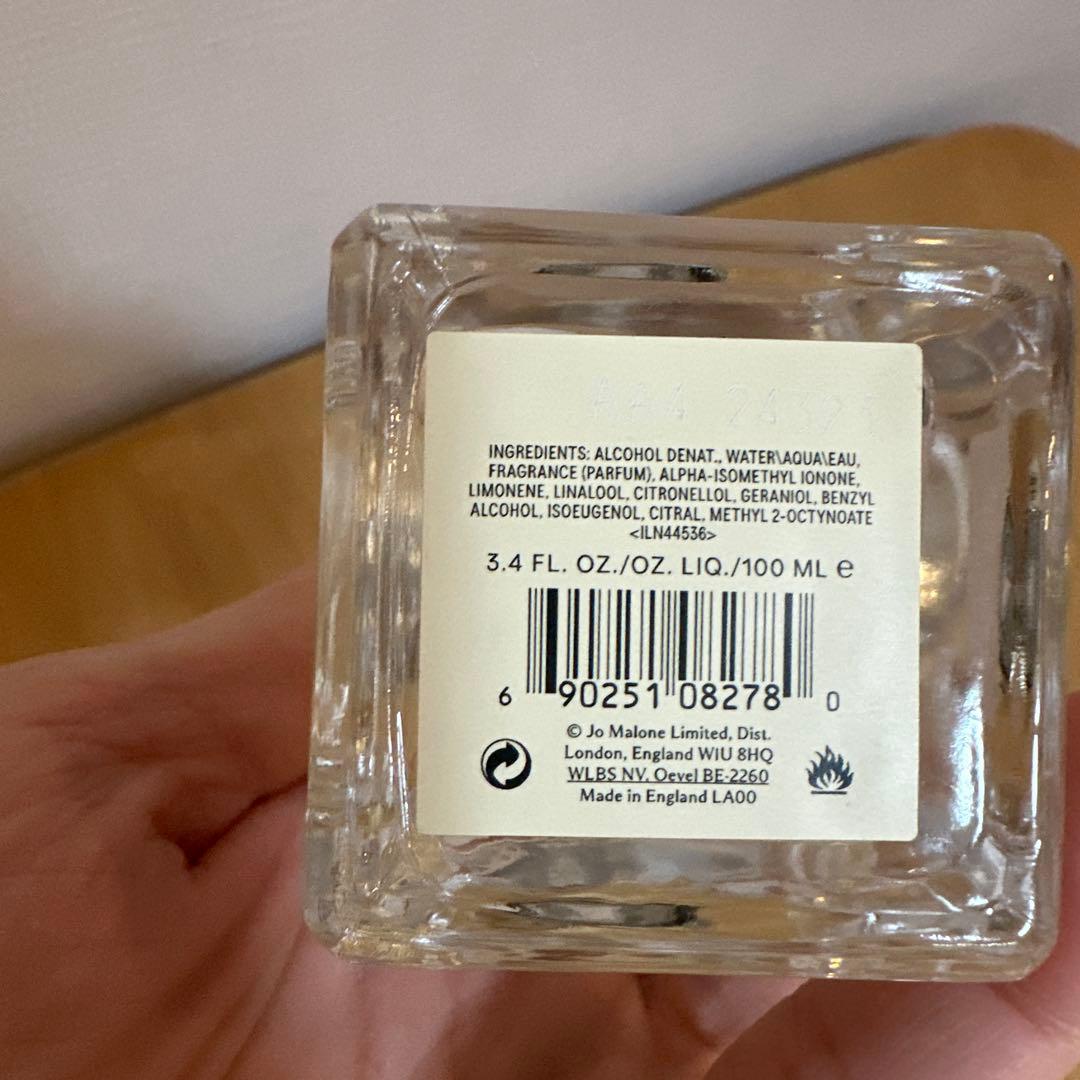 INGREDIENTS: ALCOHOL DENAT., WATER\AQUA\EAU,
FRAGRANCE (PARFUM), ALPHA-ISOMETHYL IONONE,
LIMONENE, LINALOOL, CITRONELLOL, GERANIOL, BENZYL
ALCOHOL, ISOEUGENOL, CITRAL, METHYL 2-OCTYNOATE
<ILN44536>
3.4 FL. OZ./OZ. LIQ./100 ML e
6 90251 08278 0
© Jo Malone Limited, Dist.
London, England W1U 8HQ
WLBS NV, Oevel BE-2260
Made in England LA00